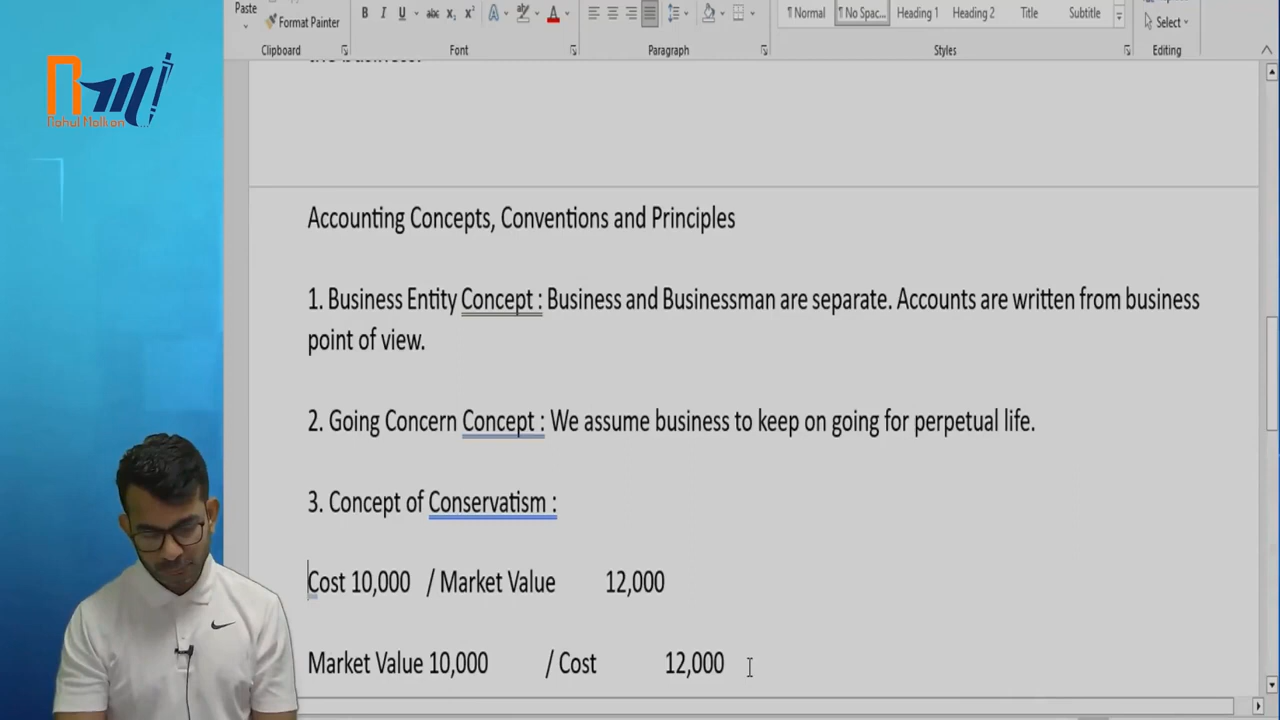 Paste
Format Painter
Clipboard
B I U abc x₂ x² A A
Font
Paragraph
¶ Normal
¶ No Spac...
Heading 1
Heading 2
Title
Subtitle
Styles
Select
Editing
Rahul Malkan
Accounting Concepts, Conventions and Principles
1. Business Entity Concept : Business and Businessman are separate. Accounts are written from business
point of view.
2. Going Concern Concept : We assume business to keep on going for perpetual life.
3. Concept of Conservatism :
Cost 10,000 / Market Value 12,000
Market Value 10,000 / Cost 12,000